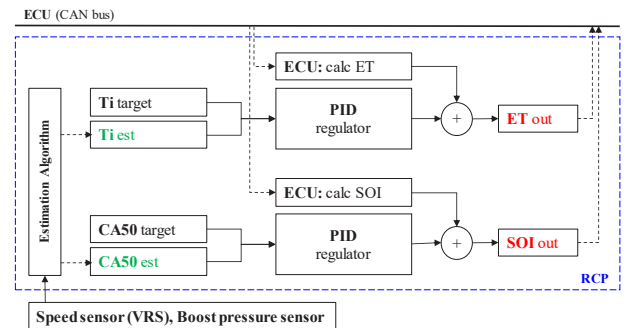 ECU (CAN bus)
ECU: calc ET
Ti target
Ti est
PID
regulator
+
ET out
Estimation Algorithm
ECU: calc SOI
CA50 target
CA50 est
PID
regulator
+
SOI out
RCP
Speed sensor (VRS), Boost pressure sensor